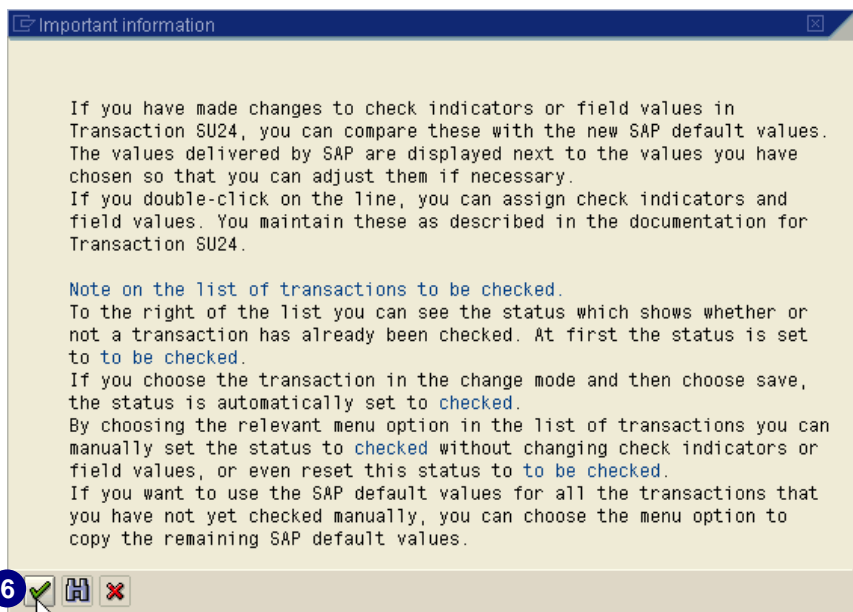 Important information
If you have made changes to check indicators or field values in
Transaction SU24, you can compare these with the new SAP default values.
The values delivered by SAP are displayed next to the values you have
chosen so that you can adjust them if necessary.
If you double-click on the line, you can assign check indicators and
field values. You maintain these as described in the documentation for
Transaction SU24.
Note on the list of transactions to be checked.
To the right of the list you can see the status which shows whether or
not a transaction has already been checked. At first the status is set
to to be checked.
If you choose the transaction in the change mode and then choose save,
the status is automatically set to checked.
By choosing the relevant menu option in the list of transactions you can
manually set the status to checked without changing check indicators or
field values, or even reset this status to to be checked.
If you want to use the SAP default values for all the transactions that
you have not yet checked manually, you can choose the menu option to
copy the remaining SAP default values.
6